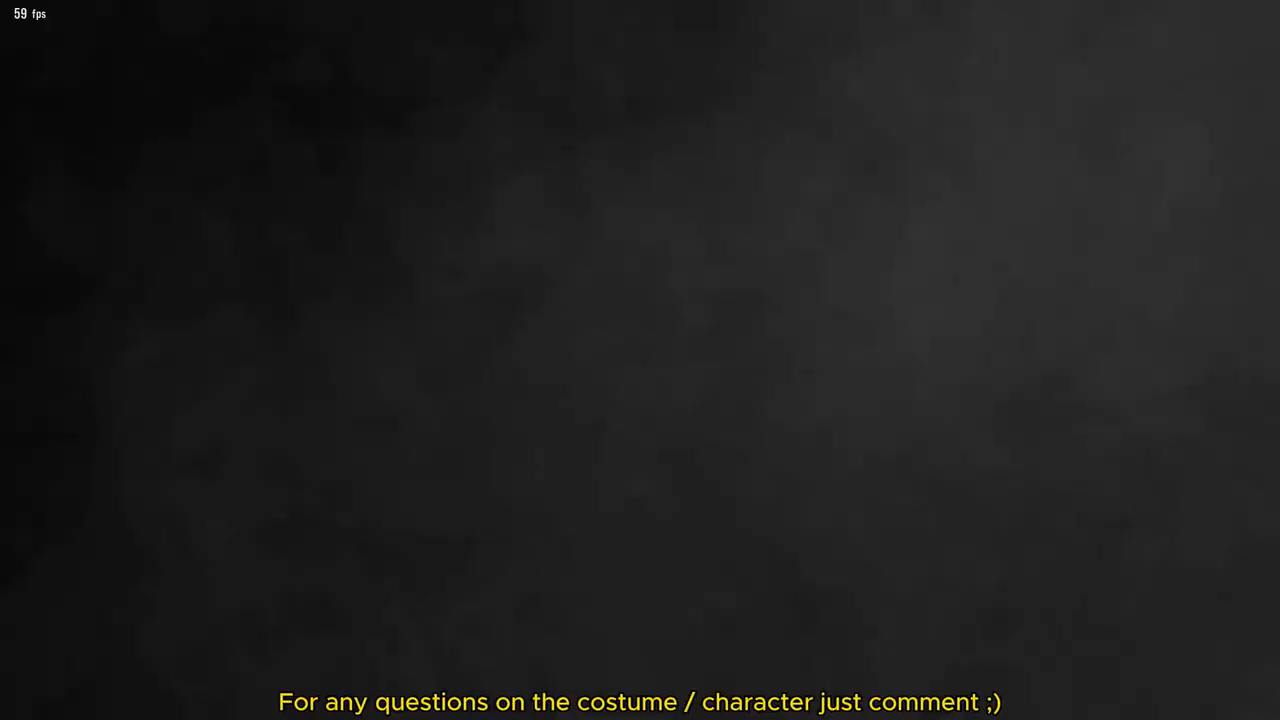 59 fps
For any questions on the costume / character just comment ;)